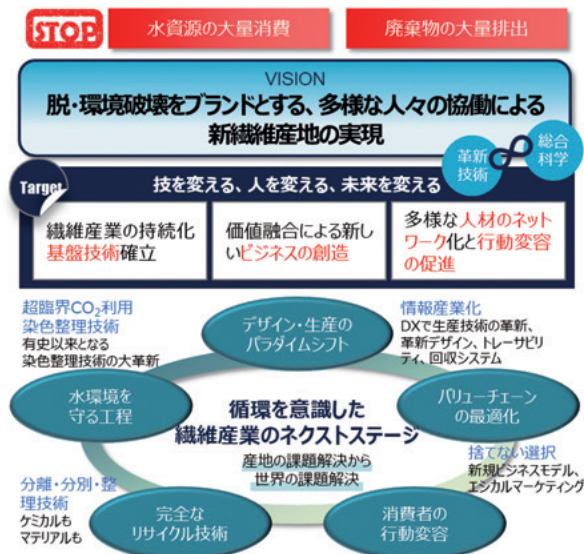 STOP
水資源の大量消費
廃棄物の大量排出
VISION
脱・環境破壊をブランドとする、多様な人々の協働による
新繊維産地の実現
革新
技術
総合
科学
Target
技を変える、人を変える、未来を変える
繊維産業の持続化
基盤技術確立
価値融合による新し
いビジネスの創造
多様な人材のネット
ワーク化と行動変容
の促進
超臨界CO₂利用
染色整理技術
有史以来となる
染色整理技術の大革新
デザイン・生産の
パラダイムシフト
情報産業化
DXで生産技術の革新、
革新デザイン、トレーサビリ
ティ、回収システム
水環境を
守る工程
循環を意識した
繊維産業のネクストステージ
産地の課題解決から
世界の課題解決
バリューチェーン
の最適化
分離・分別・整
理技術
ケミカルも
マテリアルも
完全な
リサイクル技術
消費者の
行動変容
捨てない選択
新規ビジネスモデル、
エシカルマーケティング